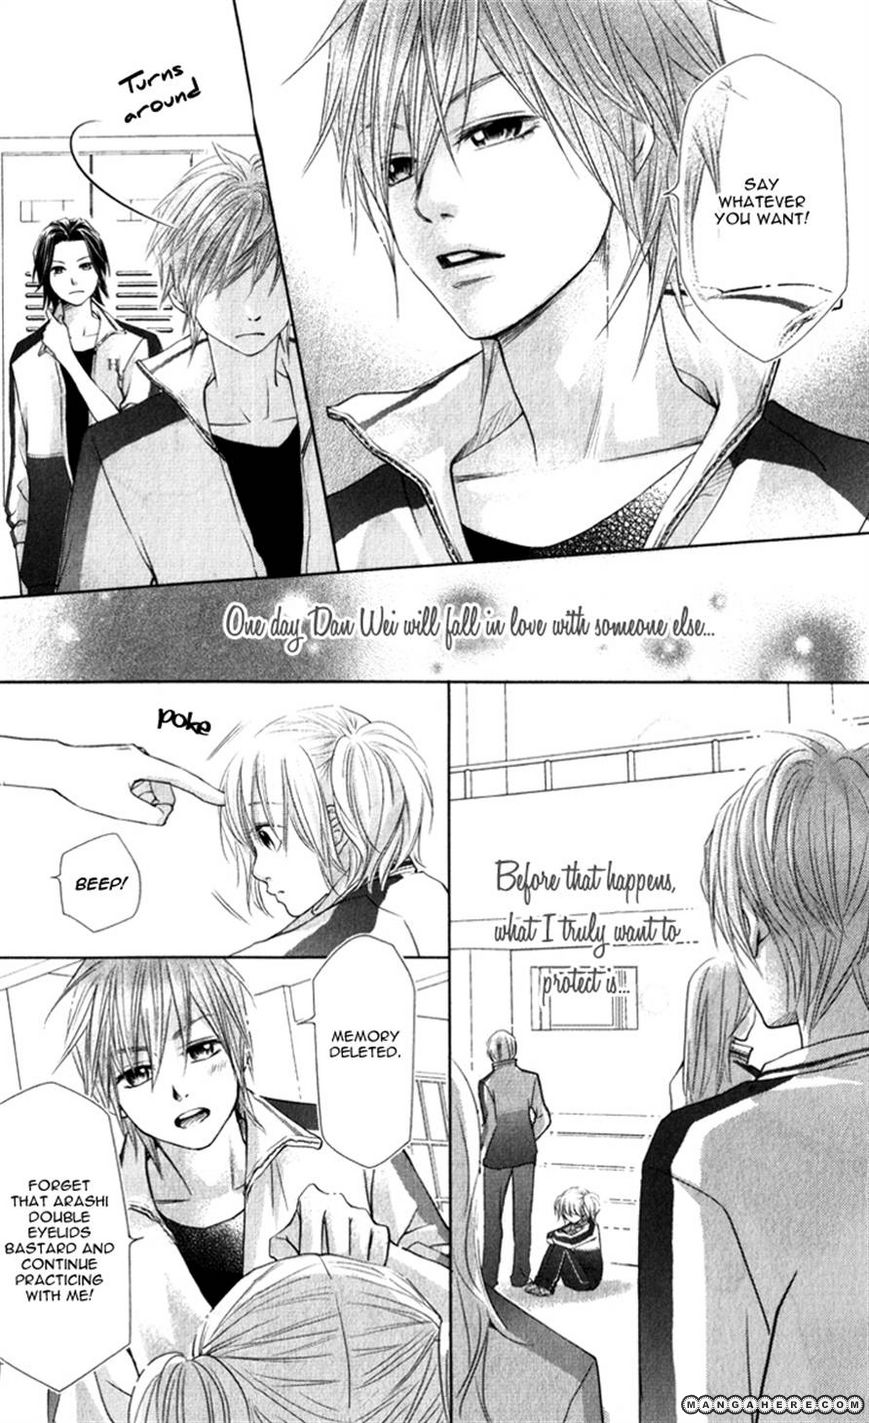 Turns
around
SAY
WHATEVER
YOU WANT!
H
One day Dan Wei will fall in love with someone else...
poke
BEEP!
Before that happens,
what I truly want to
protect is...
MEMORY
DELETED.
FORGET
THAT ARASHI
DOUBLE
EYELIDS
BASTARD AND
CONTINUE
PRACTICING
WITH ME!
MANGAHERE.COM